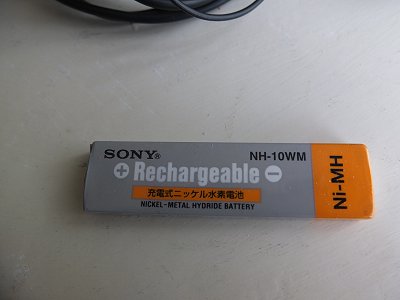 SONY® NH-10WM
+ Rechargeable −
充電式ニッケル水素電池
NICKEL-METAL HYDRIDE BATTERY
Ni-MH